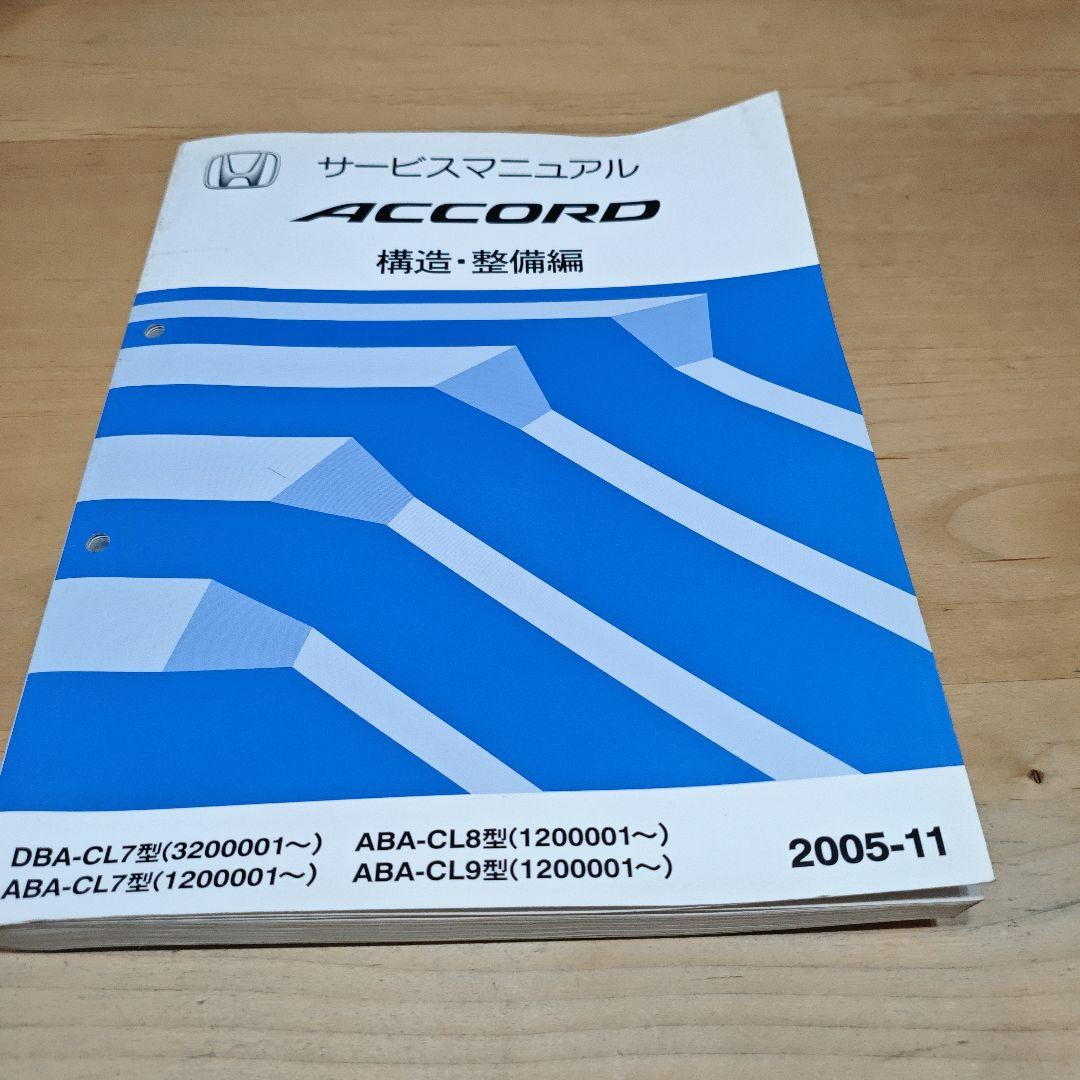 サービスマニュアル
ACCORD
構造・整備編
DBA-CL7型(3200001～) ABA-CL8型(1200001～)
ABA-CL7型(1200001～) ABA-CL9型(1200001～)
2005-11